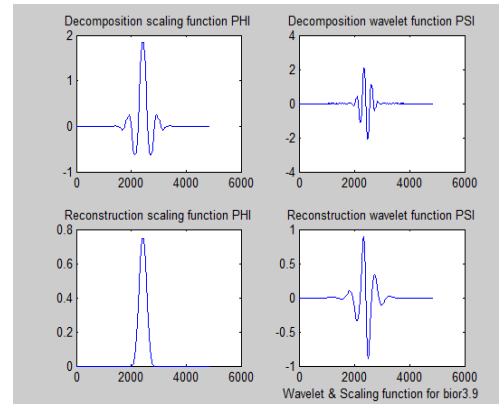 Decomposition scaling function PHI
2
1
0
-1
0 2000 4000 6000
Decomposition wavelet function PSI
4
2
0
-2
-4
0 2000 4000 6000
Reconstruction scaling function PHI
0.8
0.6
0.4
0.2
0
0 2000 4000 6000
Reconstruction wavelet function PSI
1
0.5
0
-0.5
-1
0 2000 4000 6000
Wavelet & Scaling function for bior3.9